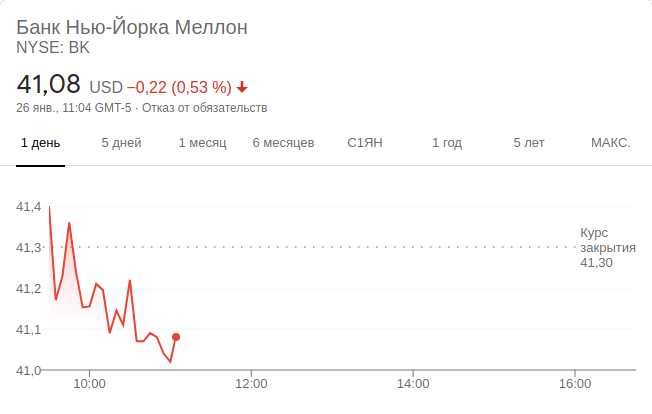 Банк Нью-Йорка Меллон
NYSE: BK
41,08 USD −0,22 (0,53 %)
26 янв., 11:04 GMT-5 · Отказ от обязательств
1 день 5 дней 1 месяц 6 месяцев С1ЯН 1 год 5 лет МАКС.
41,4
Курс
41,3 закрытия
41,30
41,2
41,1
41,0
10:00 12:00 14:00 16:00